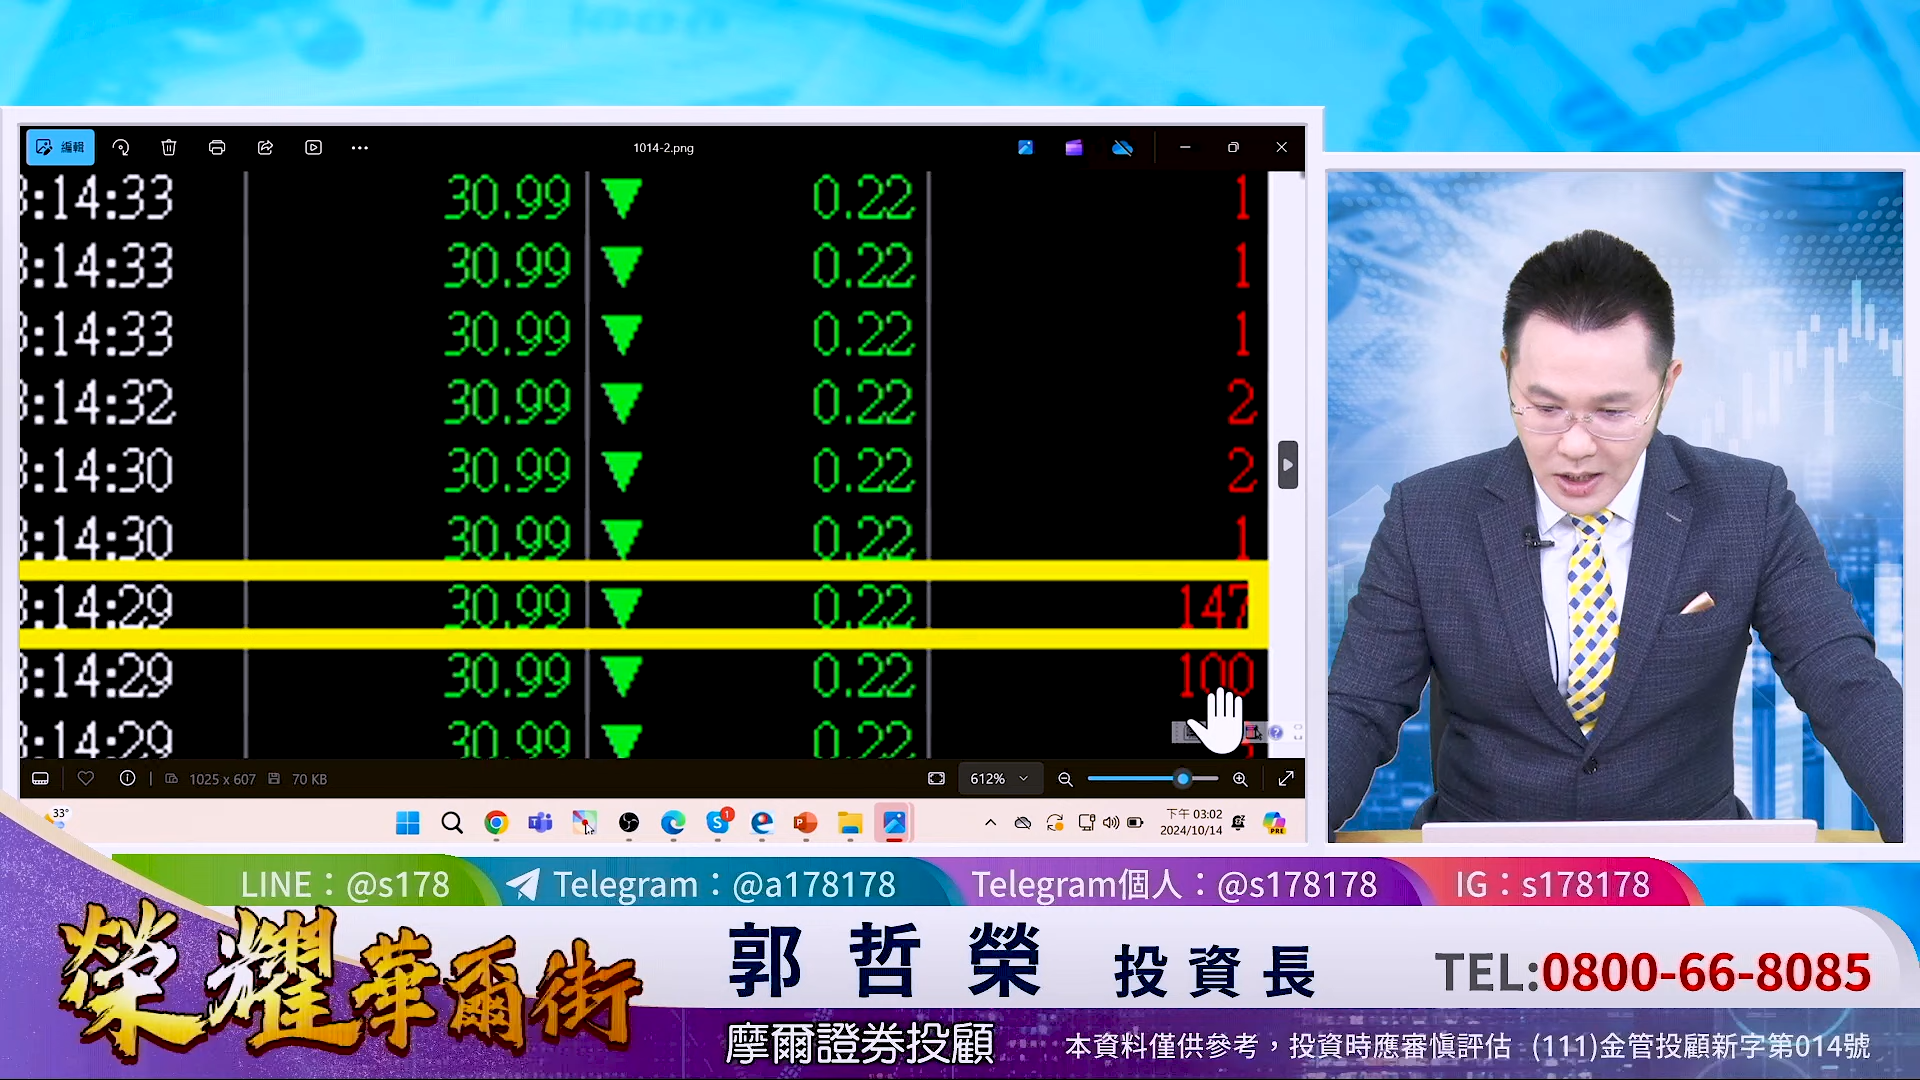 編輯
1014-2.png
:14:33 30.99 ▼ 0.22 1
:14:33 30.99 ▼ 0.22 1
:14:33 30.99 ▼ 0.22 1
:14:32 30.99 ▼ 0.22 2
:14:30 30.99 ▼ 0.22 2
:14:30 30.99 ▼ 0.22 1
:14:29 30.99 ▼ 0.22 147
:14:29 30.99 ▼ 0.22 100
:14:29 30.99 ▼ 0.22
1025 x 607 70 KB 612%
33°
下午 03:02
2024/10/14
LINE：@s178 Telegram：@a178178 Telegram個人：@s178178 IG：s178178
榮耀華爾街
郭哲榮 投資長
TEL:0800-66-8085
摩爾證券投顧
本資料僅供參考，投資時應審慎評估 (111)金管投顧新字第014號